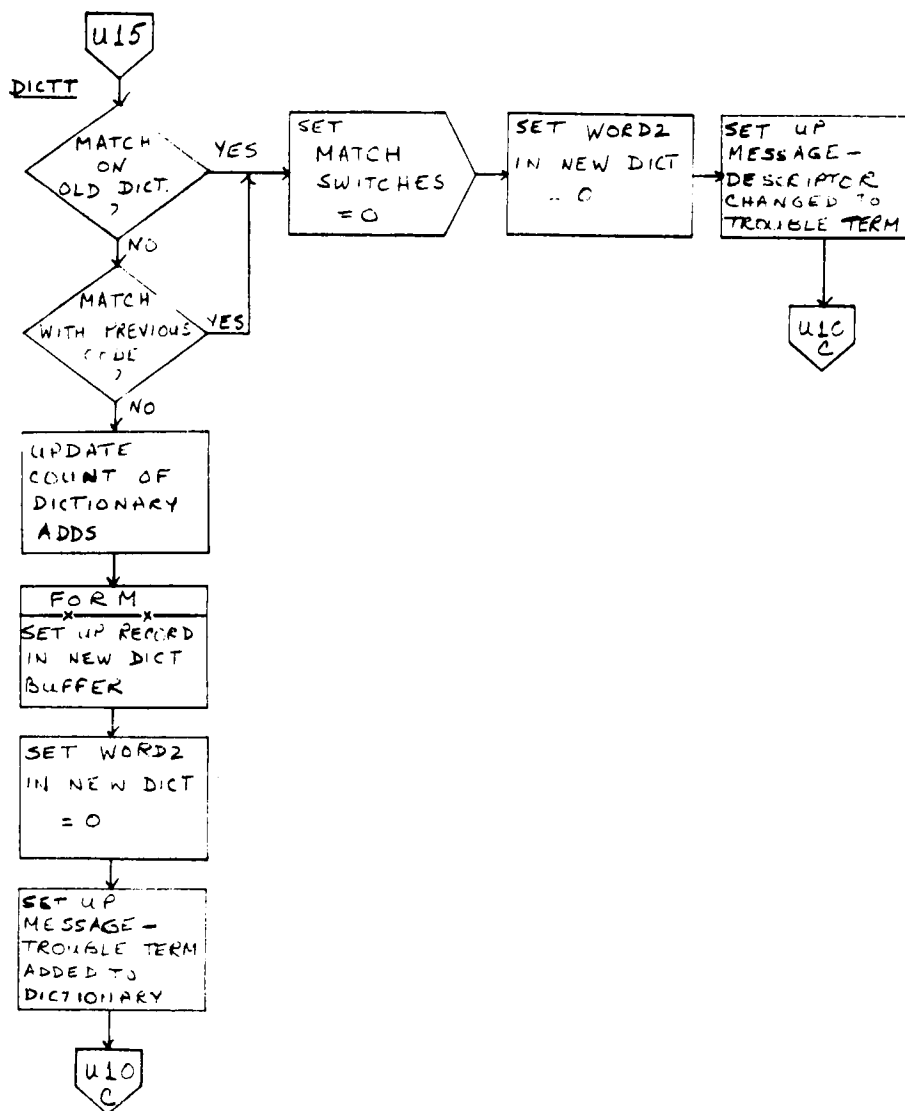 U15
DICTT
MATCH
ON
OLD DICT.
?
YES
NO
SET
MATCH
SWITCHES
= 0
SET WORD2
IN NEW DICT
= 0
SET UP
MESSAGE -
DESCRIPTOR
CHANGED TO
TROUBLE TERM
U10
C
MATCH
WITH PREVIOUS
CODE
?
YES
NO
UPDATE
COUNT OF
DICTIONARY
ADDS
FORM
SET UP RECORD
IN NEW DICT
BUFFER
SET WORD2
IN NEW DICT
= 0
SET UP
MESSAGE -
TROUBLE TERM
ADDED TO
DICTIONARY
U10
C